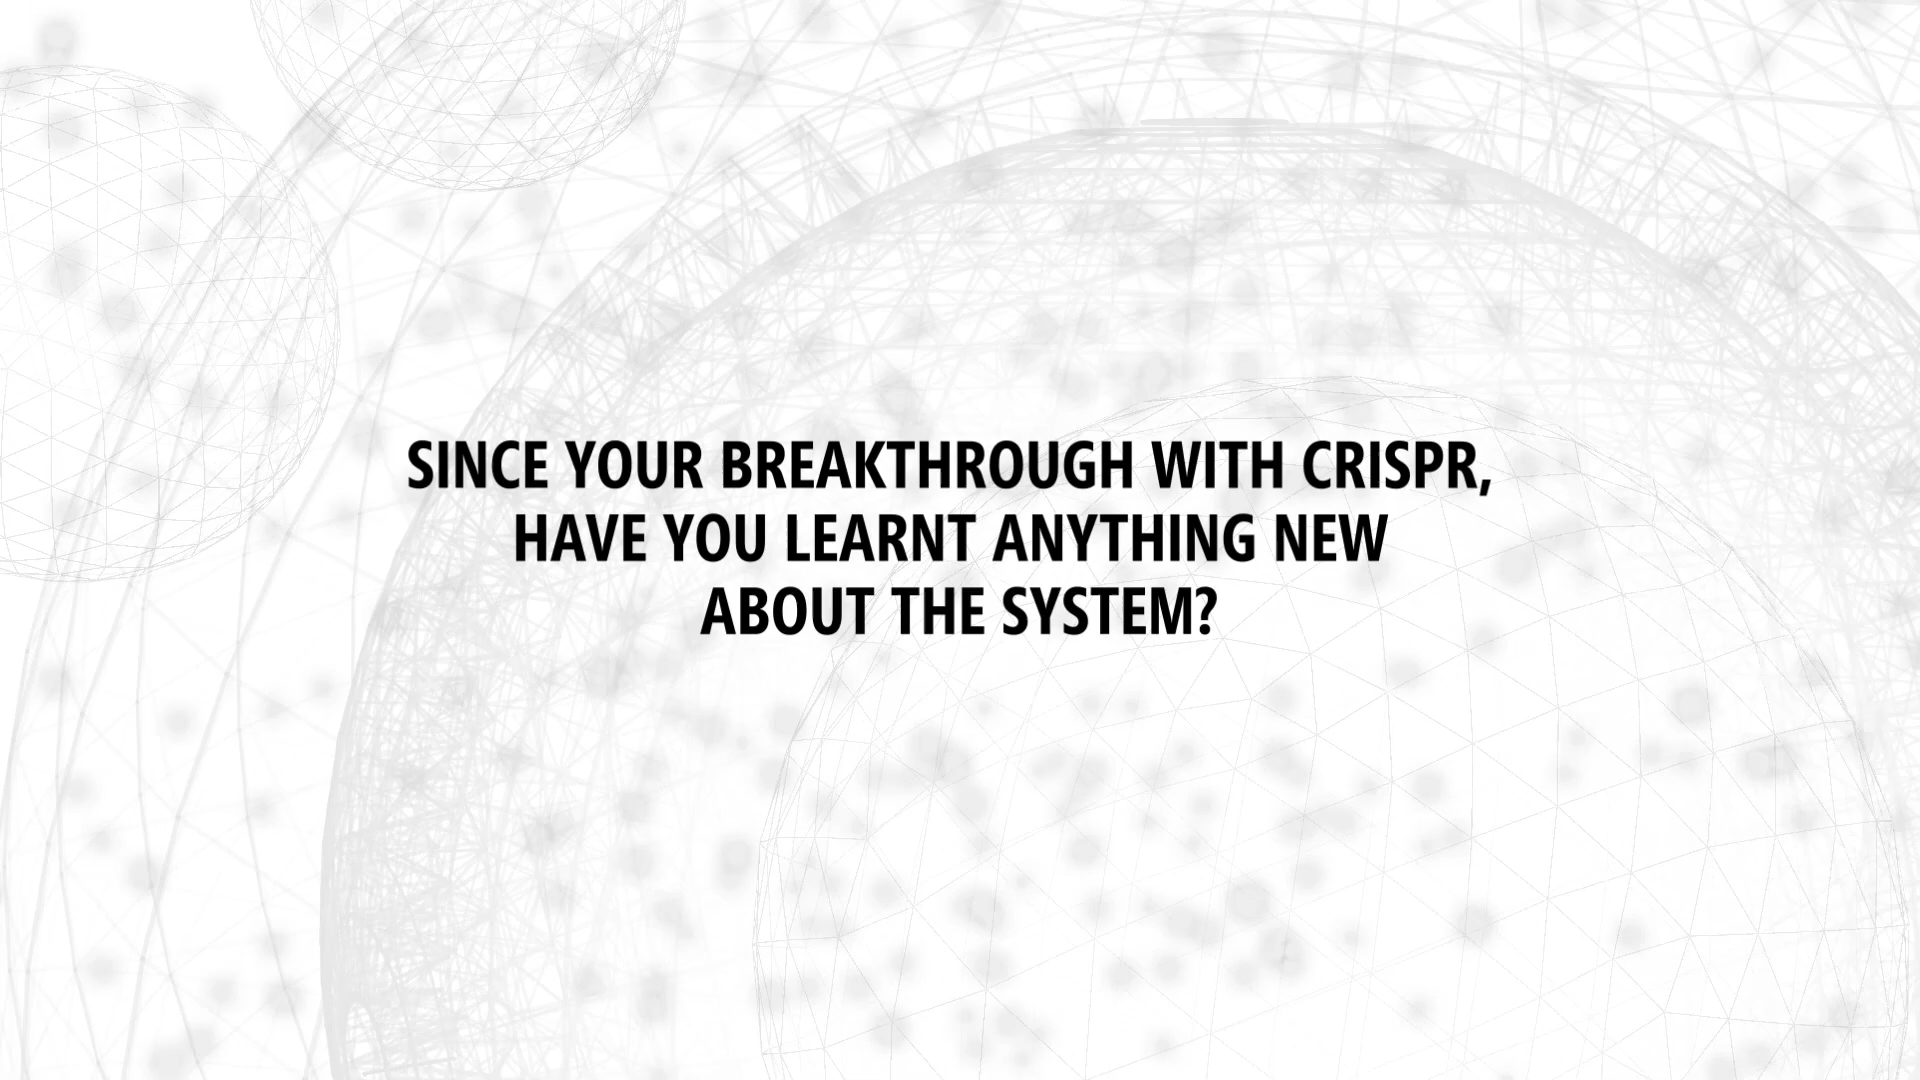 SINCE YOUR BREAKTHROUGH WITH CRISPR,
HAVE YOU LEARNT ANYTHING NEW
ABOUT THE SYSTEM?